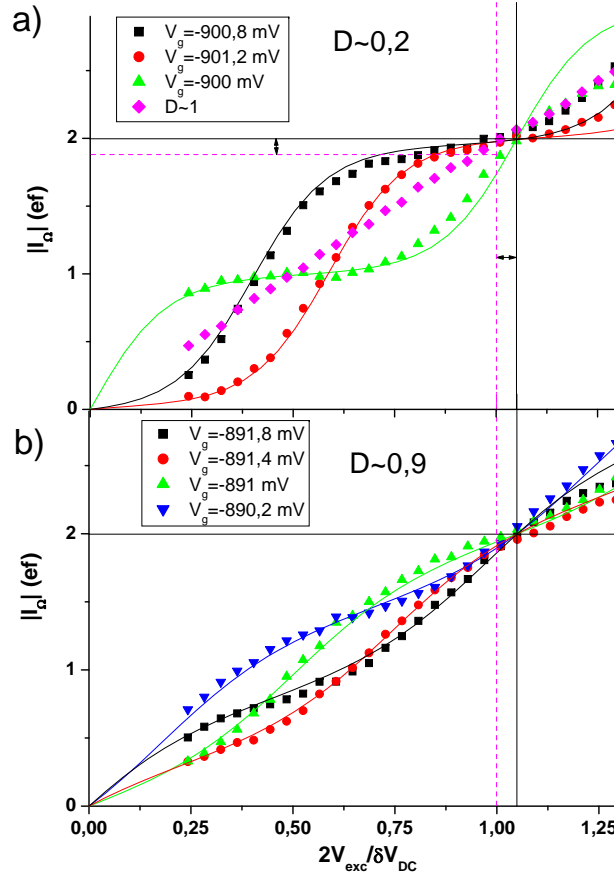 a)
V_g=-900,8 mV
V_g=-901,2 mV
V_g=-900 mV
D~1
D~0,2
|I_Ω| (ef)
2
1
0
b)
V_g=-891,8 mV
V_g=-891,4 mV
V_g=-891 mV
V_g=-890,2 mV
D~0,9
|I_Ω| (ef)
2
1
0
0,00 0,25 0,50 0,75 1,00 1,25
2V_exc/δV_DC